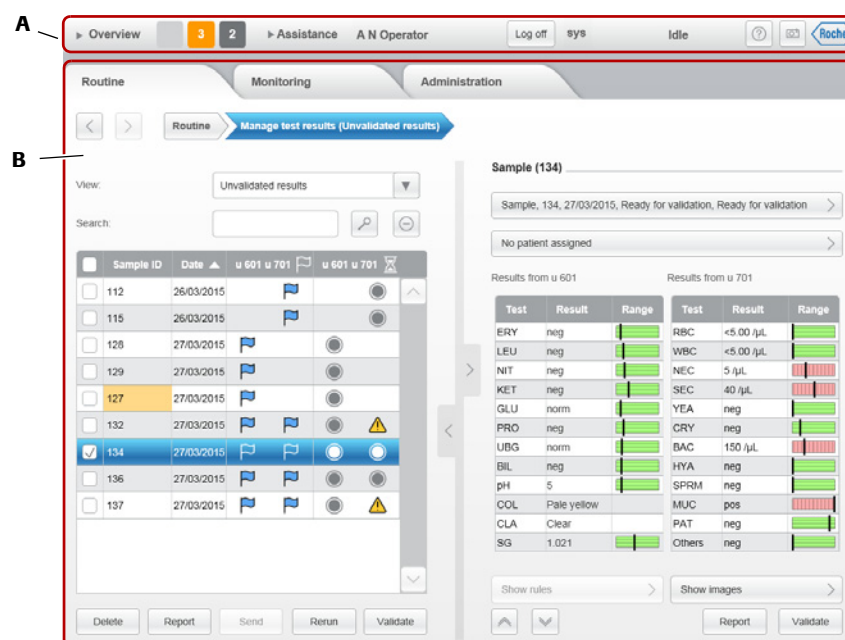 A
Overview 3 2 Assistance A N Operator Log off sys Idle Roche
Routine Monitoring Administration
Routine Manage test results (Unvalidated results)
B
View: Unvalidated results
Search:
Sample ID Date u 601 u 701 u 601 u 701
112 26/03/2015
115 26/03/2015
128 27/03/2015
129 27/03/2015
127 27/03/2015
132 27/03/2015
134 27/03/2015
136 27/03/2015
137 27/03/2015
Delete Report Send Rerun Validate
Sample (134)
Sample, 134, 27/03/2015, Ready for validation, Ready for validation
No patient assigned
Results from u 601 Results from u 701
Test Result Range Test Result Range
ERY neg RBC <5.00 /µL
LEU neg WBC <5.00 /µL
NIT neg NEC 5 /µL
KET neg SEC 40 /µL
GLU norm YEA neg
PRO neg CRY neg
UBG norm BAC 150 /µL
BIL neg HYA neg
pH 5 SPRM neg
COL Pale yellow MUC pos
CLA Clear PAT neg
SG 1.021 Others neg
Show rules Show images
Report Validate